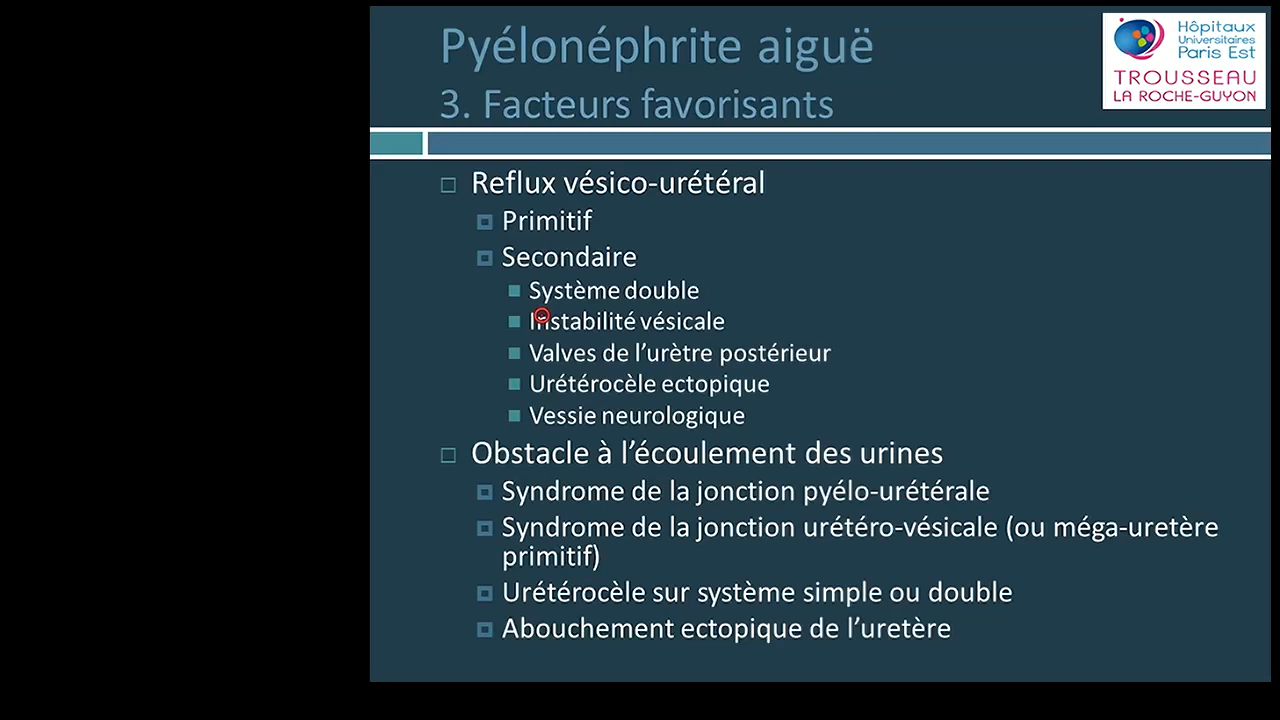 Pyélonéphrite aiguë
3. Facteurs favorisants
Hôpitaux
Universitaires
Paris Est
TROUSSEAU
LA ROCHE-GUYON
Reflux vésico-urétéral
Primitif
Secondaire
Système double
Instabilité vésicale
Valves de l’urètre postérieur
Urétérocèle ectopique
Vessie neurologique
Obstacle à l’écoulement des urines
Syndrome de la jonction pyélo-urétérale
Syndrome de la jonction urétéro-vésicale (ou méga-uretère
primitif)
Urétérocèle sur système simple ou double
Abouchement ectopique de l’uretère